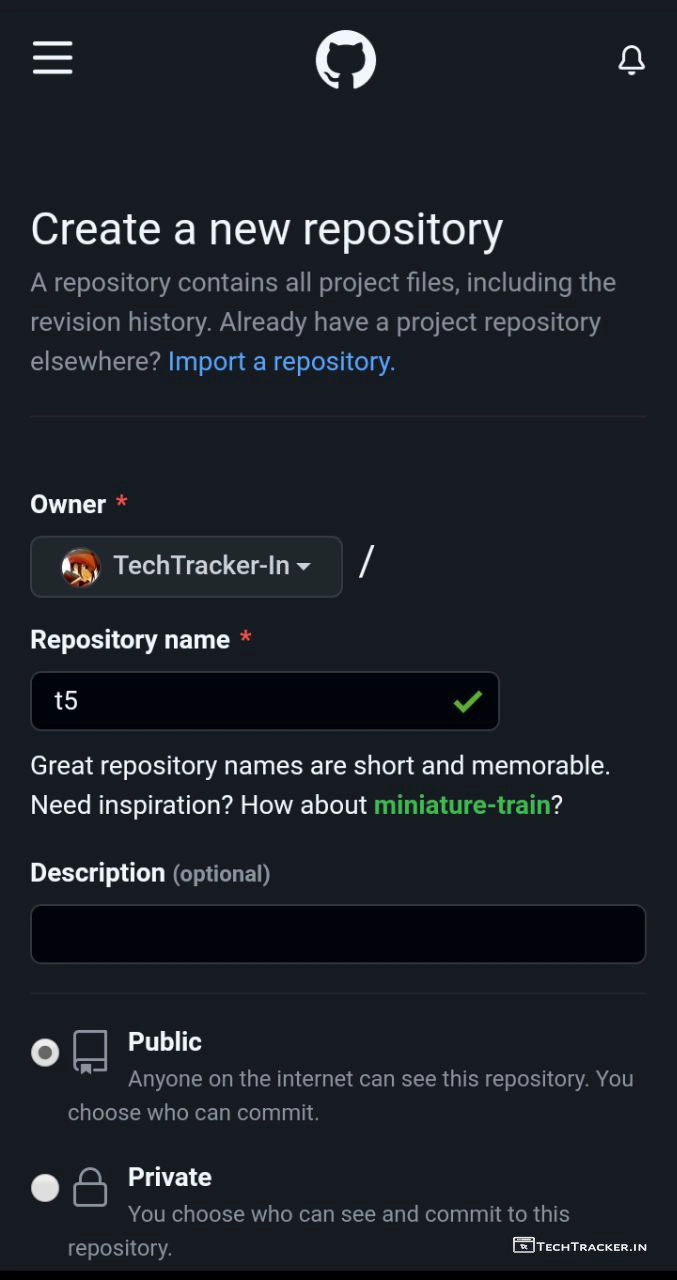 Create a new repository
A repository contains all project files, including the
revision history. Already have a project repository
elsewhere? Import a repository.
Owner *
TechTracker-In /
Repository name *
t5
Great repository names are short and memorable.
Need inspiration? How about miniature-train?
Description (optional)
Public
Anyone on the internet can see this repository. You
choose who can commit.
Private
You choose who can see and commit to this
repository.
TECHTRACKER.IN